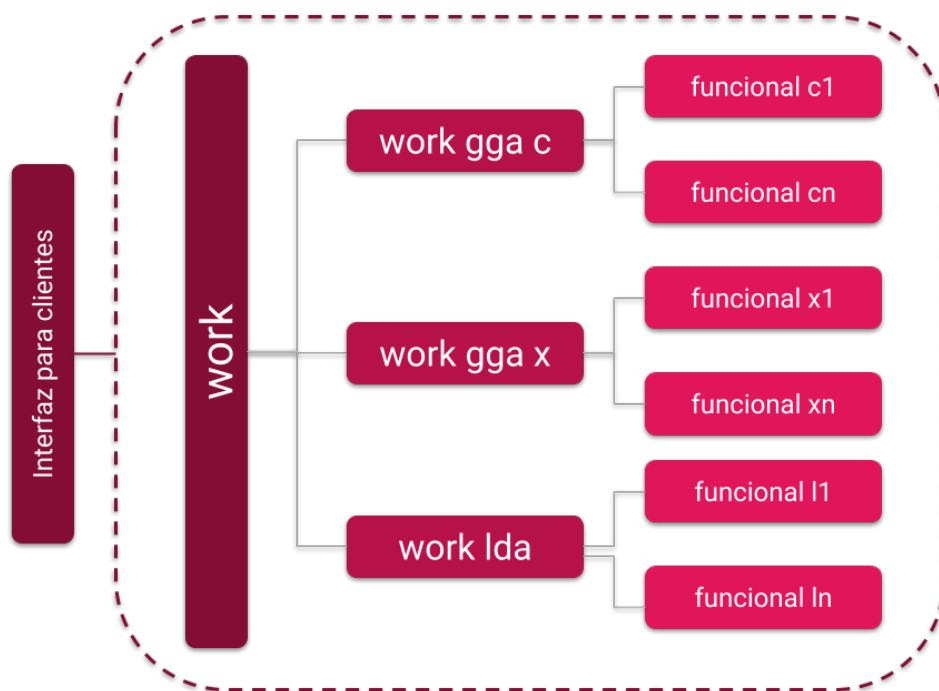 Interfaz para clientes
work
work gga c
funcional c1
funcional cn
work gga x
funcional x1
funcional xn
work lda
funcional l1
funcional ln